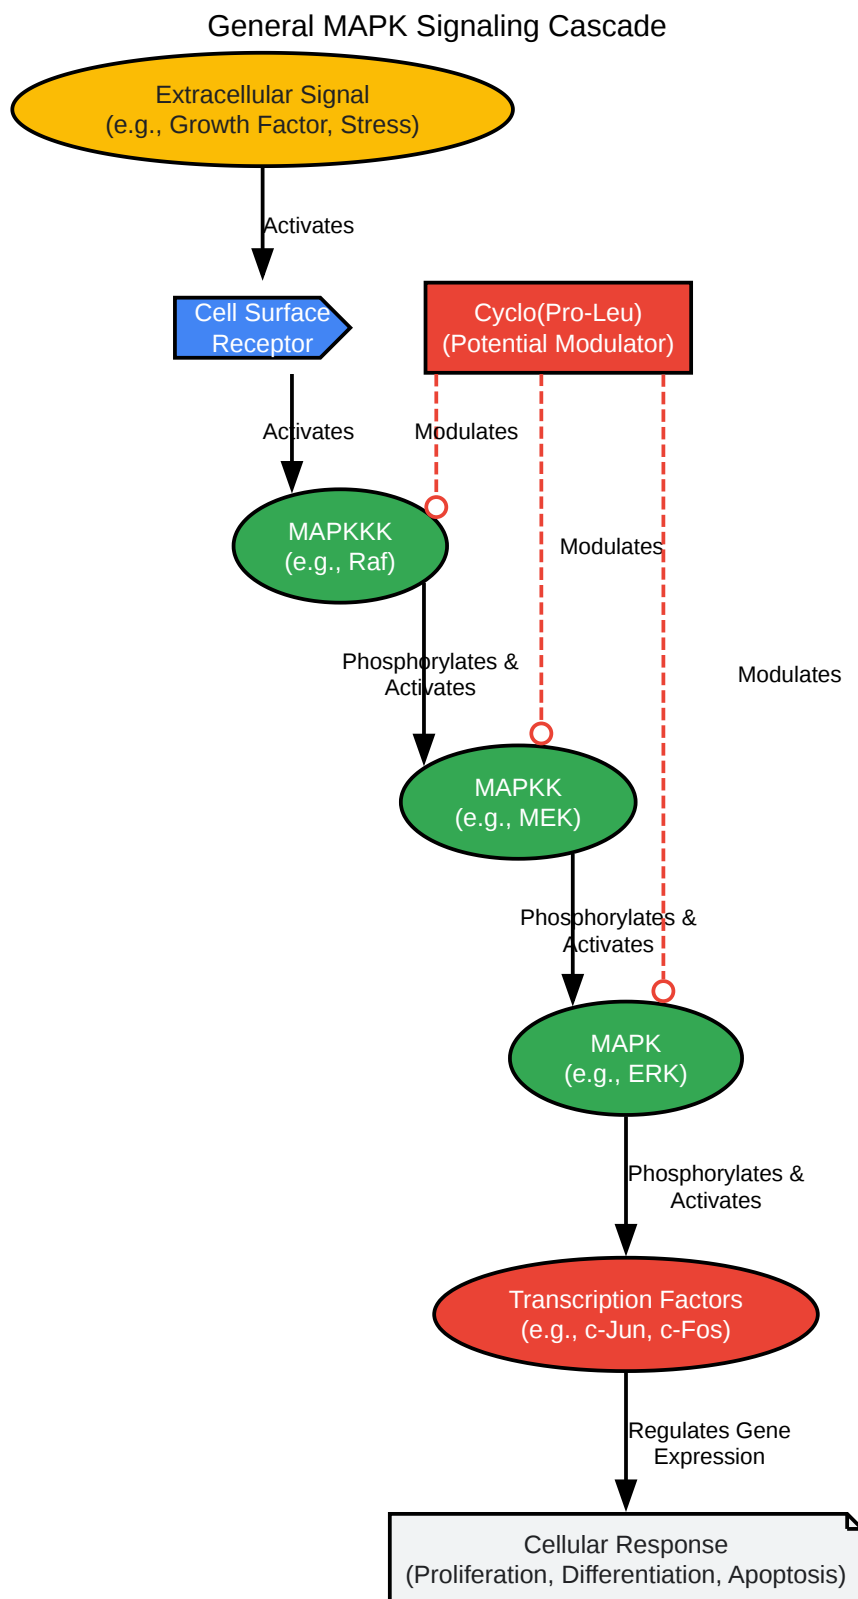 General MAPK Signaling Cascade
Extracellular Signal
(e.g., Growth Factor, Stress)
Activates
Cell Surface
Receptor
Cyclo(Pro-Leu)
(Potential Modulator)
Activates
Modulates
MAPKKK
(e.g., Raf)
Modulates
Phosphorylates &
Activates
Modulates
MAPKK
(e.g., MEK)
Phosphorylates &
Activates
MAPK
(e.g., ERK)
Phosphorylates &
Activates
Transcription Factors
(e.g., c-Jun, c-Fos)
Regulates Gene
Expression
Cellular Response
(Proliferation, Differentiation, Apoptosis)